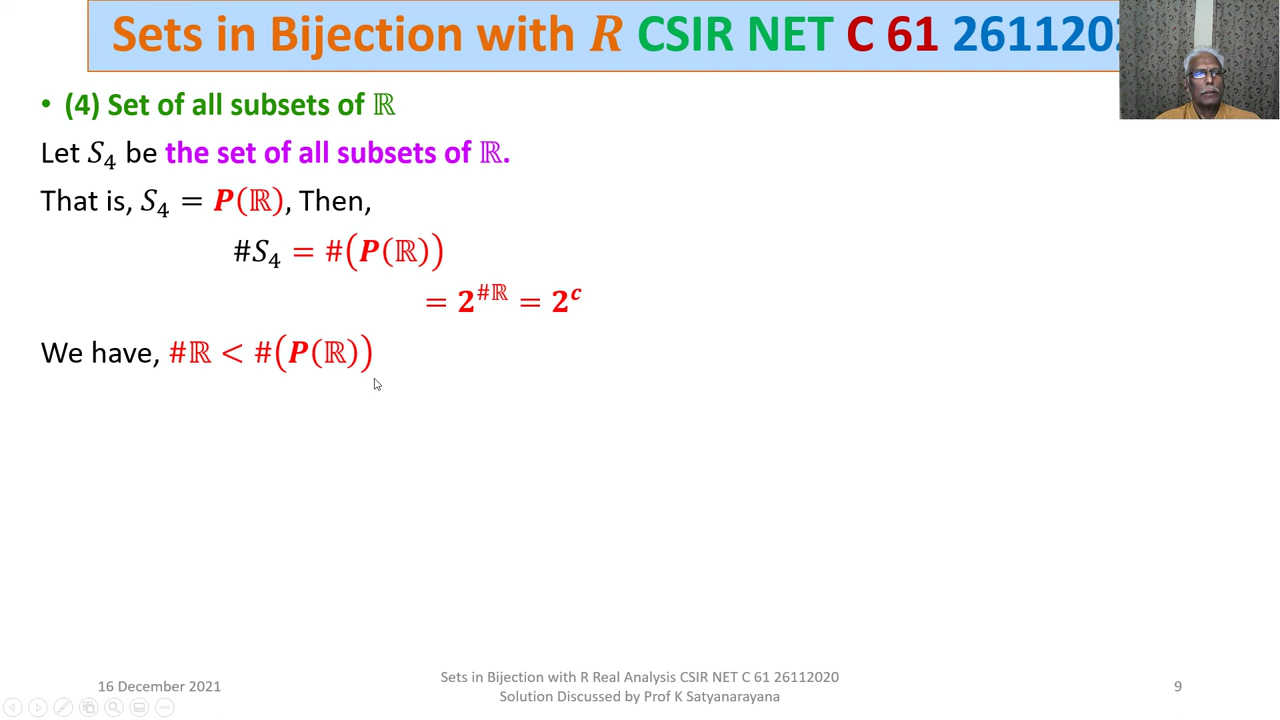 Sets in Bijection with R CSIR NET C 61 2611202
• (4) Set of all subsets of ℝ
Let S₄ be the set of all subsets of ℝ.
That is, S₄ = P(ℝ), Then,
#S₄ = #(P(ℝ))
= 2^#ℝ = 2^c
We have, #ℝ < #(P(ℝ))
16 December 2021
Sets in Bijection with R Real Analysis CSIR NET C 61 26112020
Solution Discussed by Prof K Satyanarayana
9